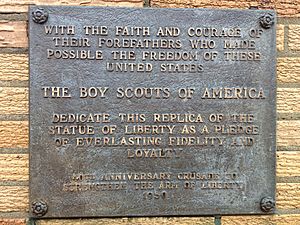 WITH THE FAITH AND COURAGE OF
THEIR FOREFATHERS WHO MADE
POSSIBLE THE FREEDOM OF THESE
UNITED STATES
THE BOY SCOUTS OF AMERICA
DEDICATE THIS REPLICA OF THE
STATUE OF LIBERTY AS A PLEDGE
OF EVERLASTING FIDELITY AND
LOYALTY
40TH ANNIVERSARY CRUSADE TO
STRENGTHEN THE ARM OF LIBERTY
1950